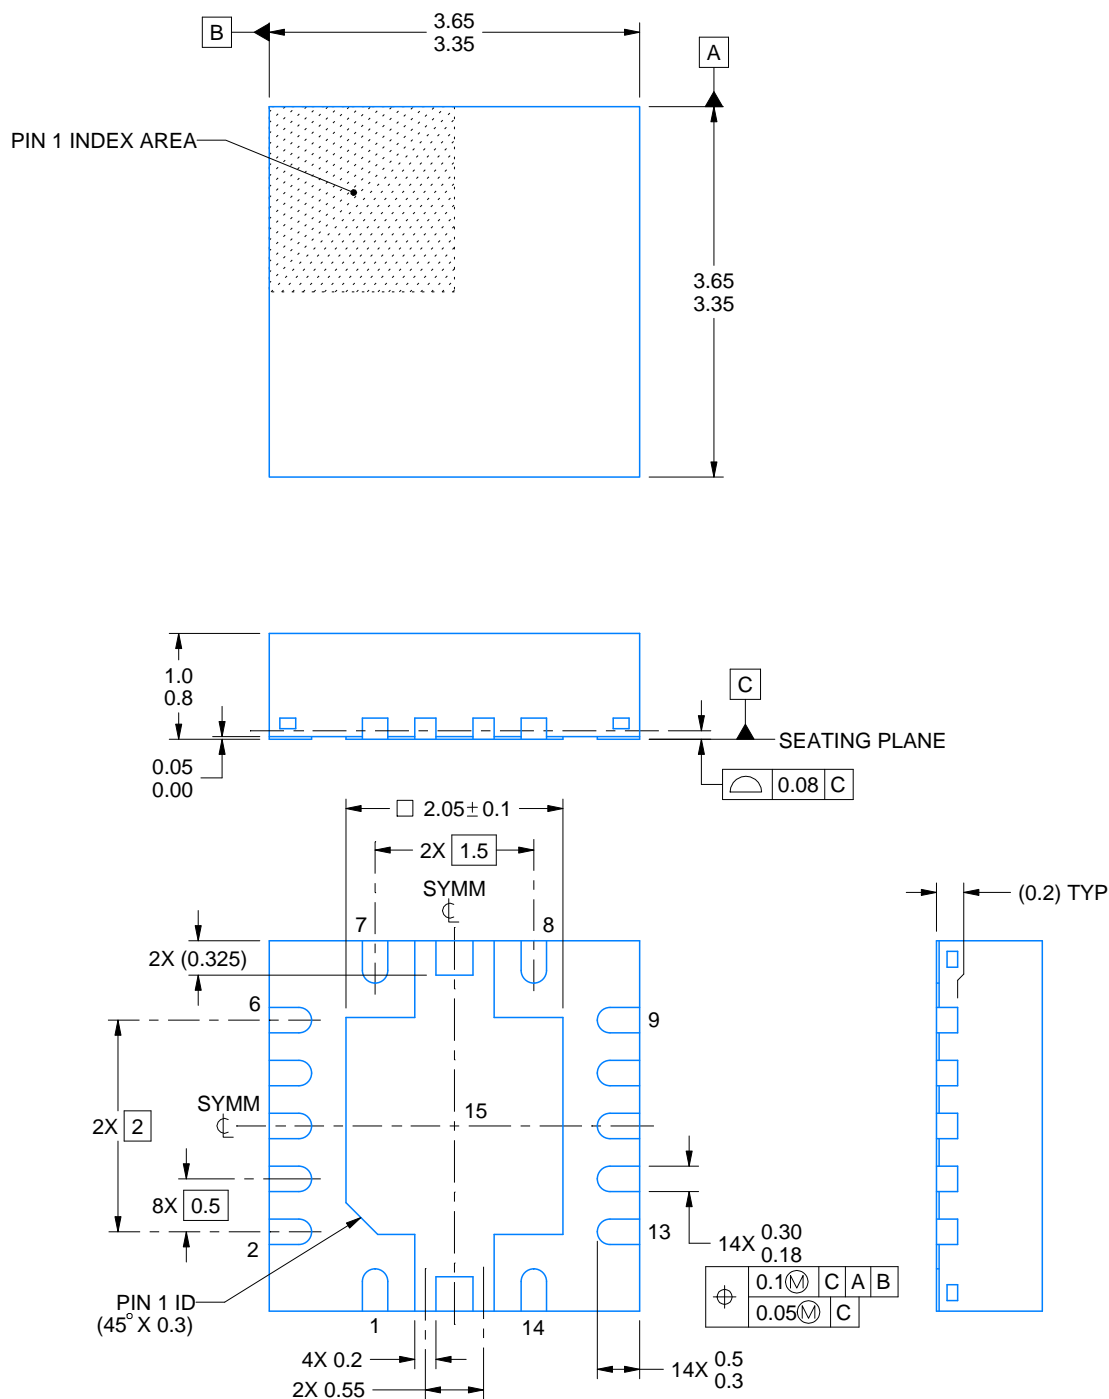 B
3.65
3.35
A
PIN 1 INDEX AREA
3.65
3.35
1.0
0.8
C
SEATING PLANE
0.05
0.00
0.08 C
2.05± 0.1
2X 1.5
SYMM
℄
(0.2) TYP
7
8
2X (0.325)
6
9
SYMM
℄
15
2X 2
8X 0.5
2
13
14X 0.30
0.18
0.1Ⓜ C A B
0.05Ⓜ C
PIN 1 ID
(45° X 0.3)
1
14
4X 0.2
14X 0.5
0.3
2X 0.55